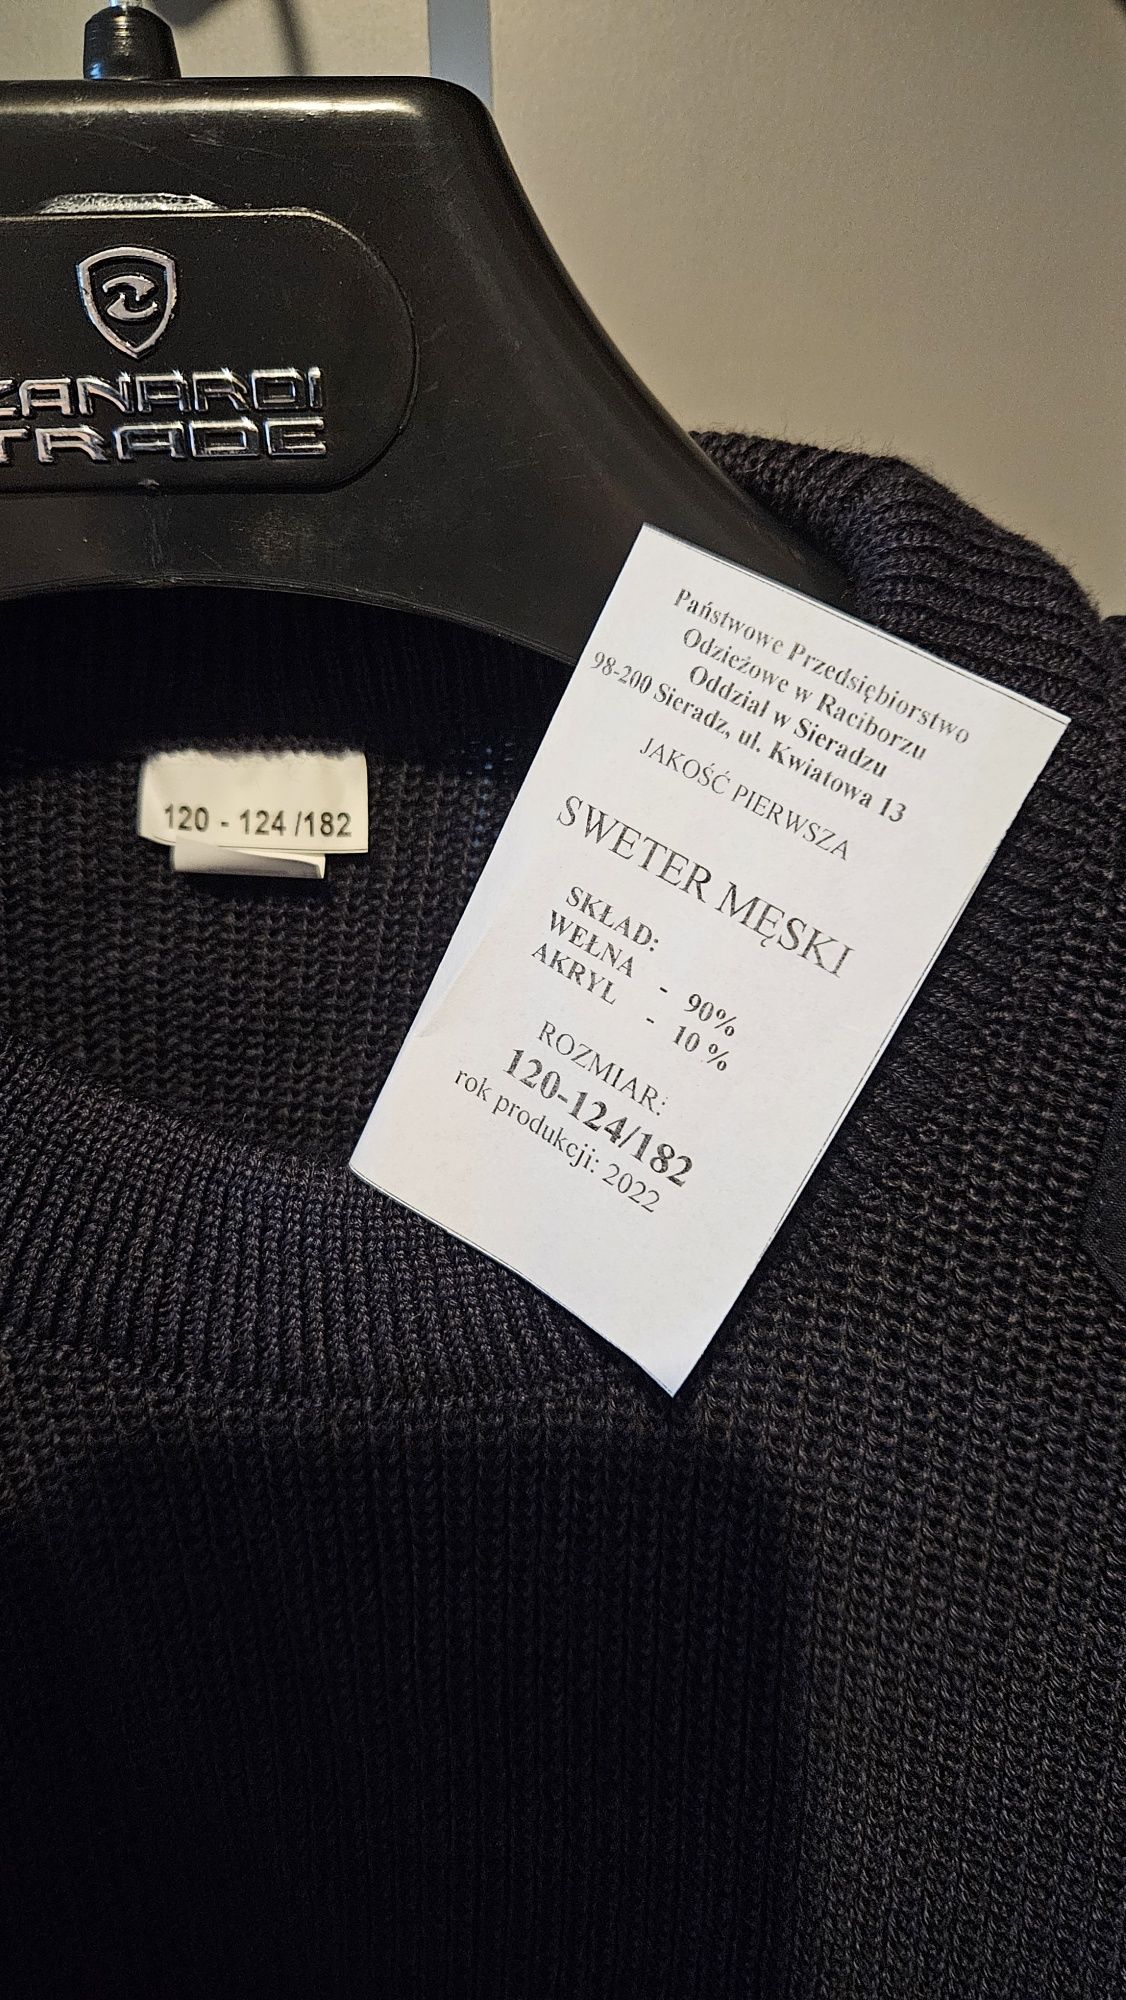 ZANARDI
TRADE
120 - 124 /182
Państwowe Przedsiębiorstwo
Odzieżowe w Raciborzu
Oddział w Sieradzu
98-200 Sieradz, ul. Kwiatowa 13
JAKOŚĆ PIERWSZA
SWETER MĘSKI
SKŁAD:
WEŁNA - 90%
AKRYL - 10 %
ROZMIAR:
120-124/182
rok produkcji: 2022